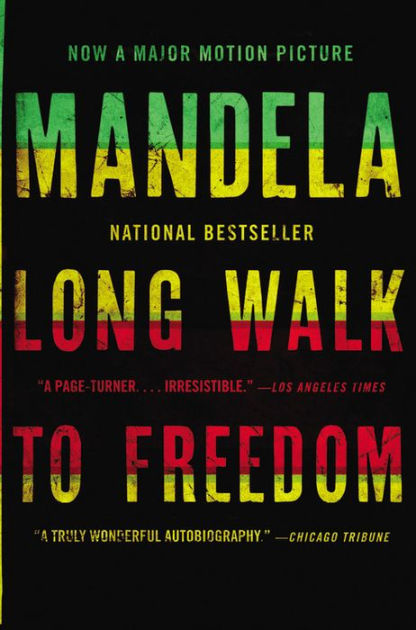 NOW A MAJOR MOTION PICTURE
MANDELA
NATIONAL BESTSELLER
LONG WALK
“A PAGE-TURNER. . . . IRRESISTIBLE.” —LOS ANGELES TIMES
TO FREEDOM
“A TRULY WONDERFUL AUTOBIOGRAPHY.” —CHICAGO TRIBUNE